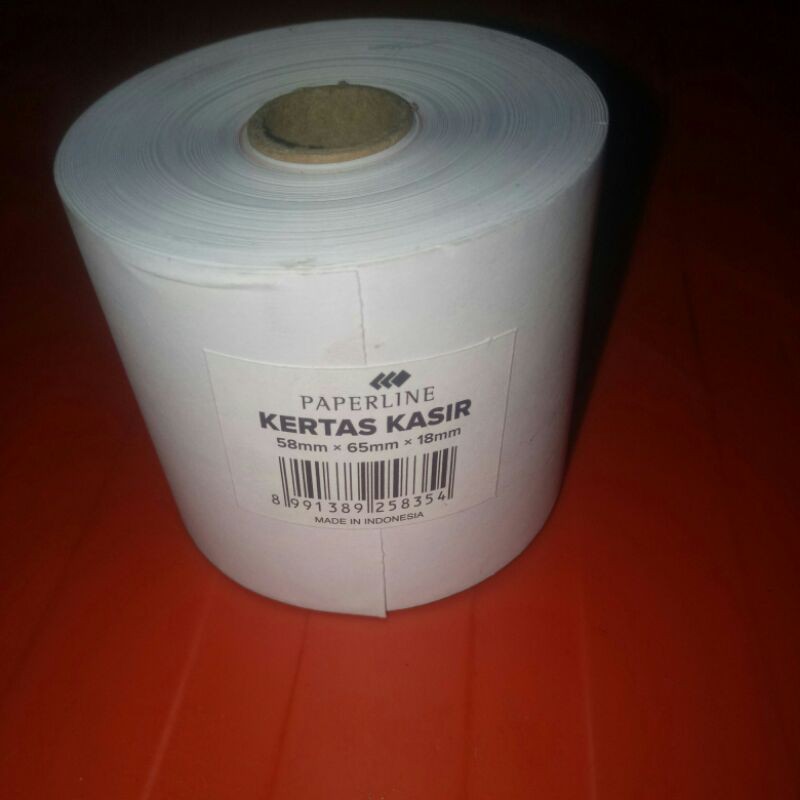 PAPERLINE
KERTAS KASIR
58mm × 65mm × 18mm
8 991389 258354
MADE IN INDONESIA